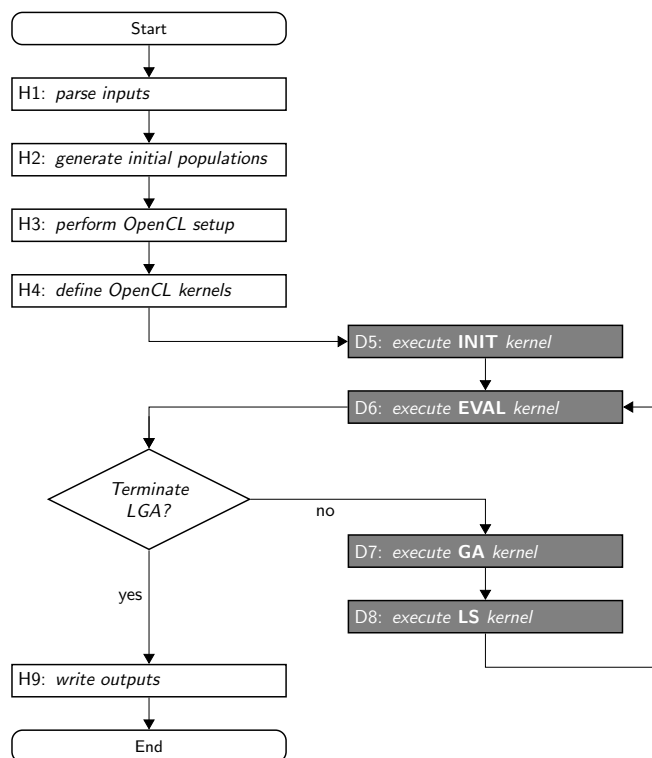 Start
H1: parse inputs
H2: generate initial populations
H3: perform OpenCL setup
H4: define OpenCL kernels
D5: execute INIT kernel
D6: execute EVAL kernel
Terminate
LGA?
no
D7: execute GA kernel
yes
D8: execute LS kernel
H9: write outputs
End